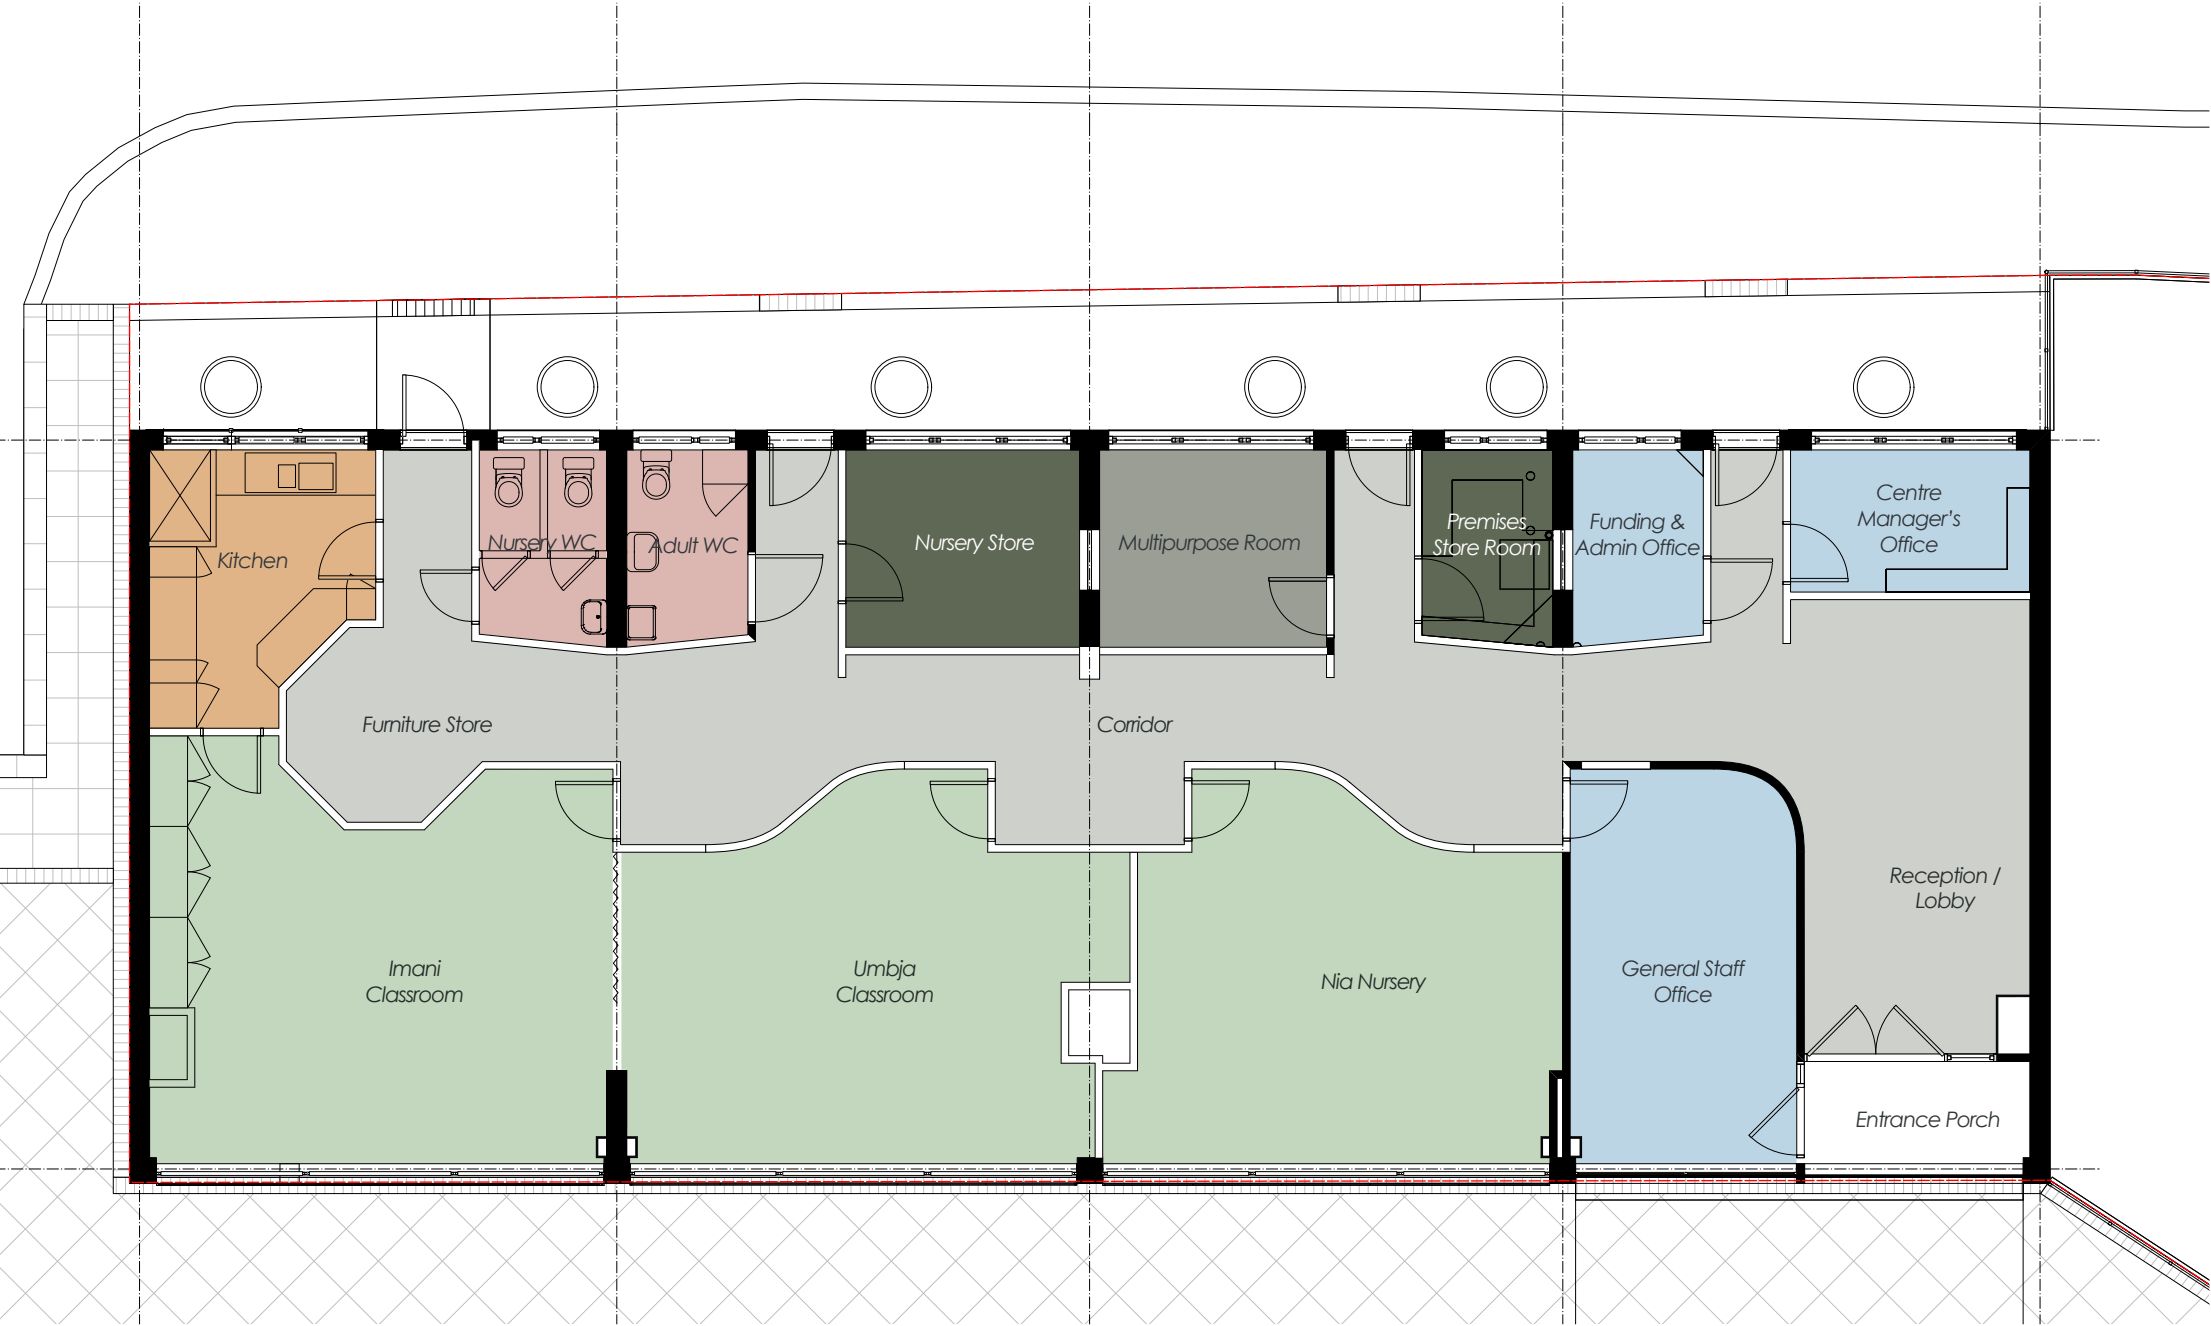 Kitchen
Nursery WC
Adult WC
Nursery Store
Multipurpose Room
Premises
Store Room
Funding &
Admin Office
Centre
Manager's
Office
Furniture Store
Corridor
Reception /
Lobby
Imani
Classroom
Umbja
Classroom
Nia Nursery
General Staff
Office
Entrance Porch